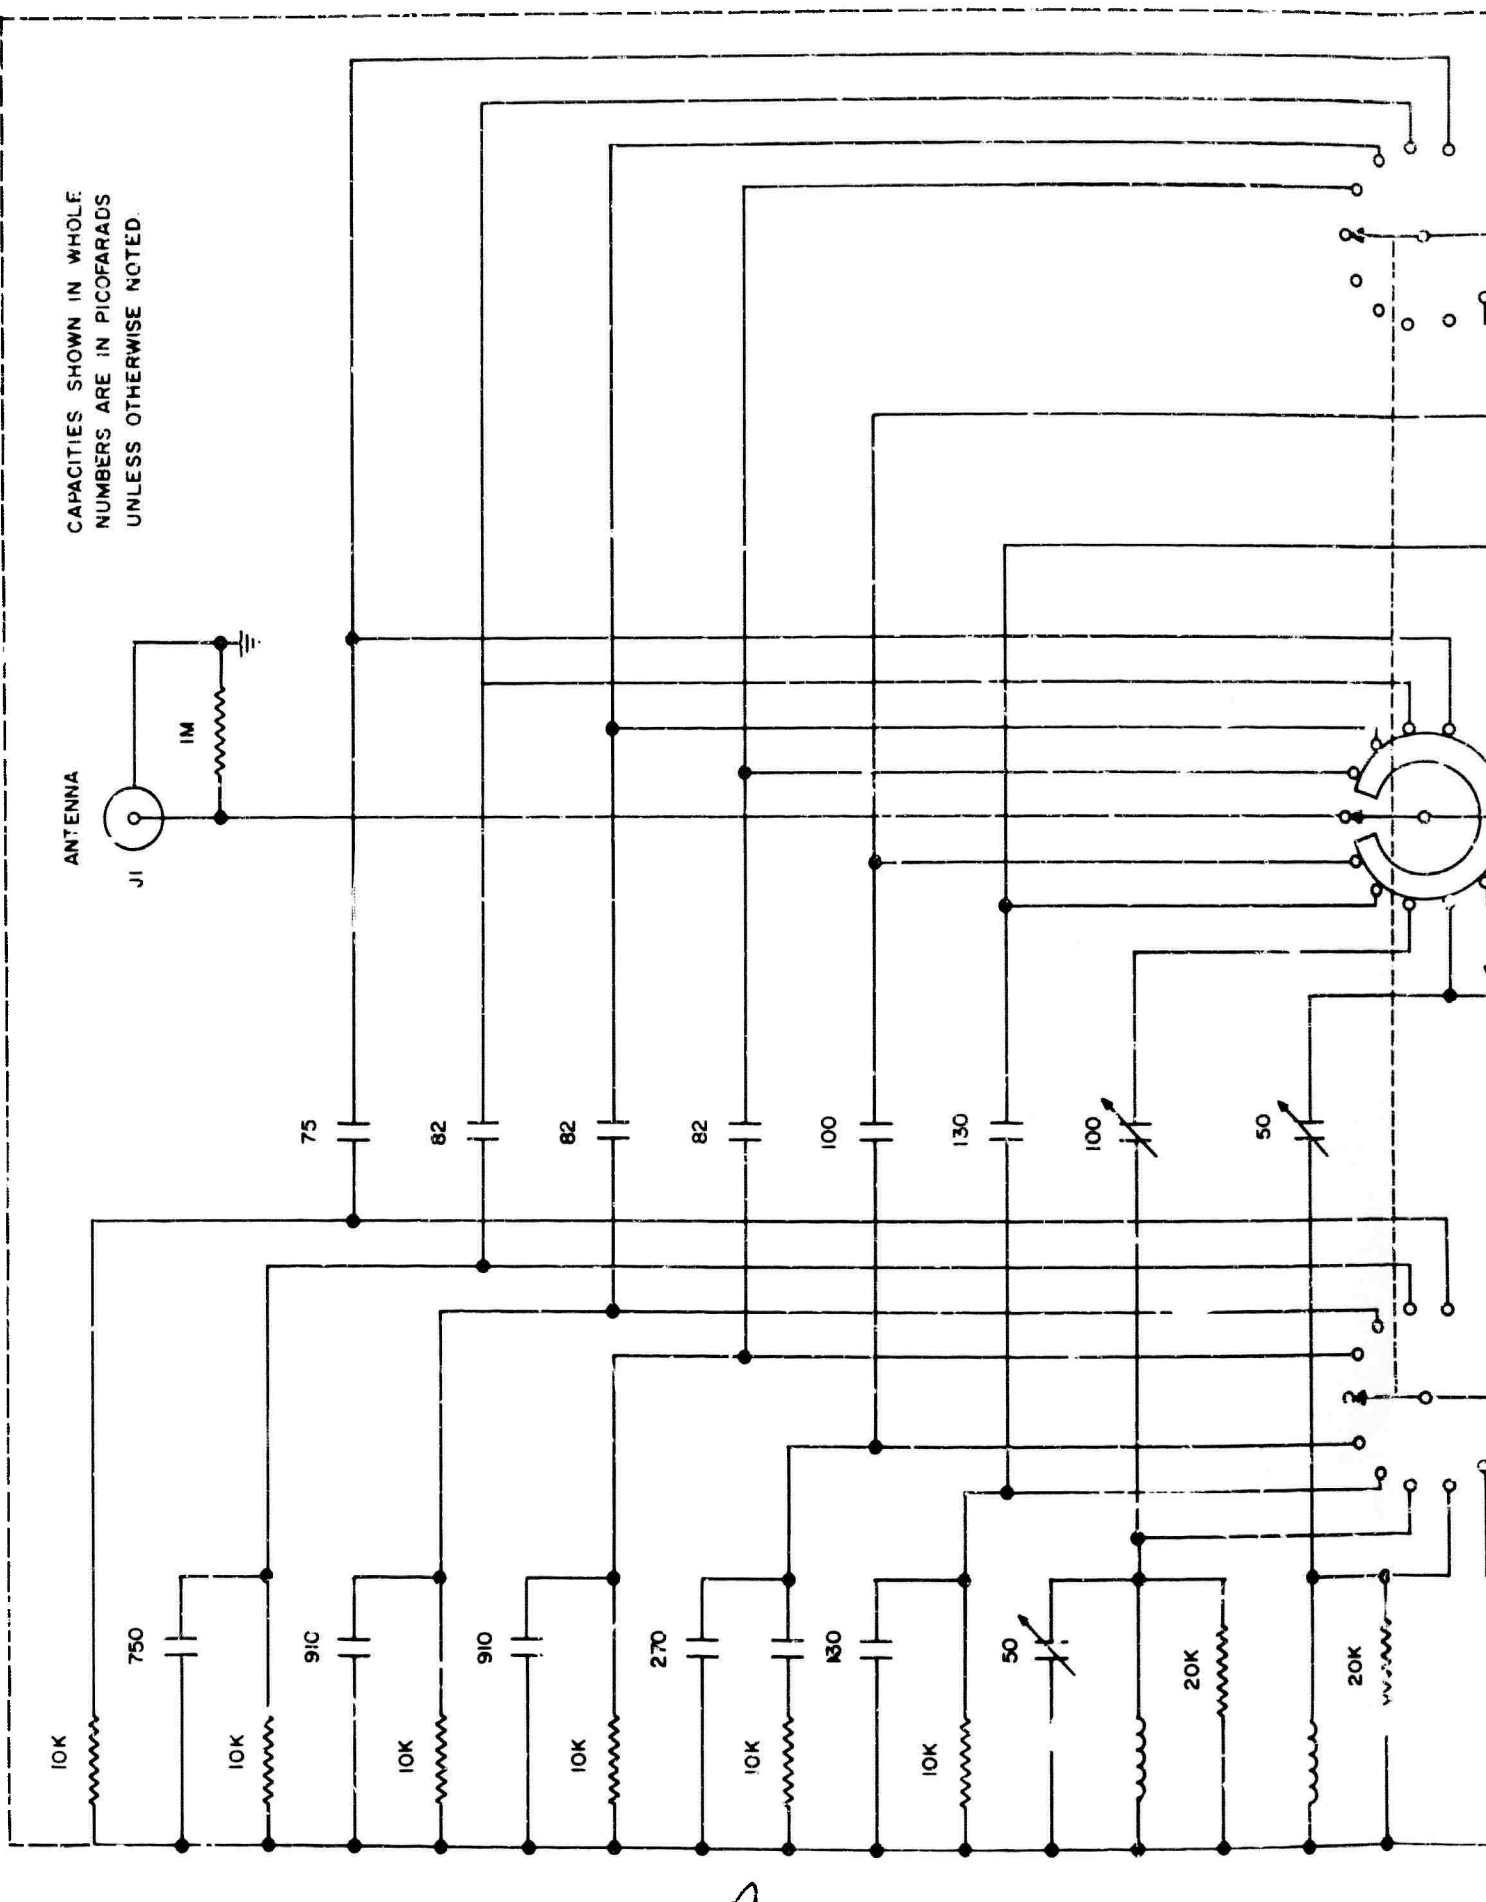 CAPACITIES SHOWN IN WHOLE
NUMBERS ARE IN PICOFARADS
UNLESS OTHERWISE NOTED.
ANTENNA
J1
1M
75
82
82
82
100
130
100
50
750
910
910
270
130
50
20K
20K
10K
10K
10K
10K
10K
10K